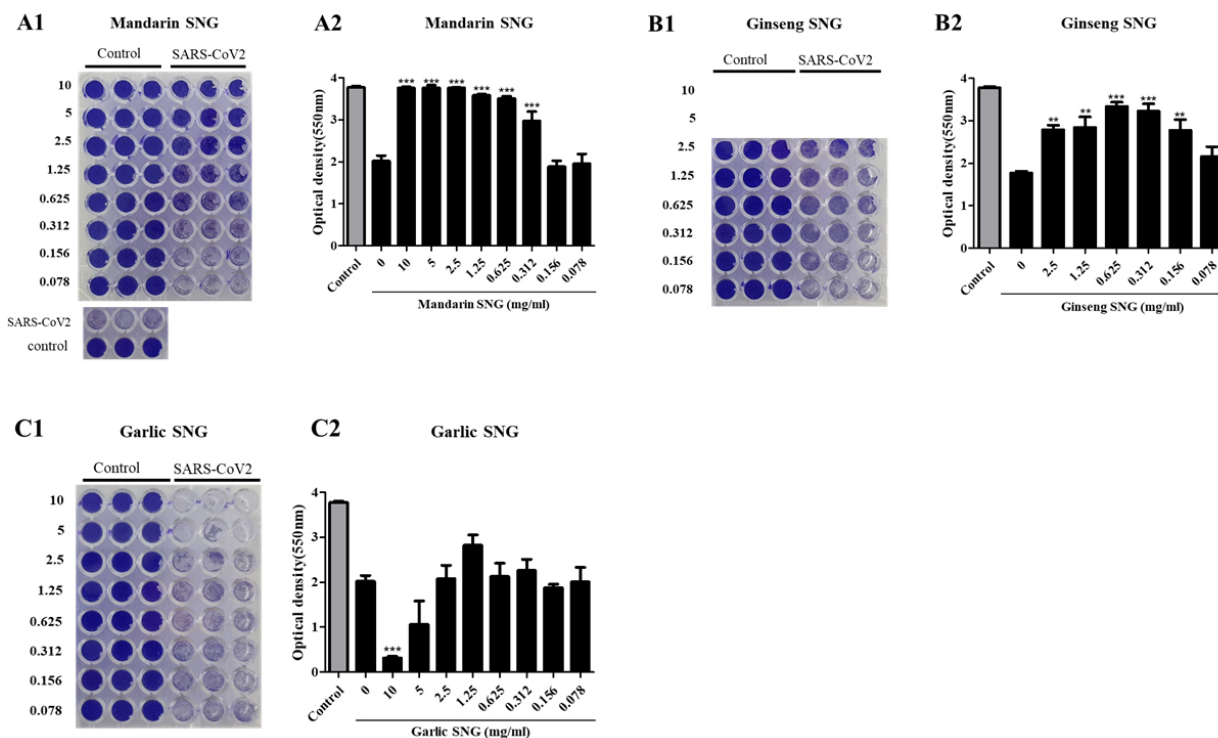 A1
Mandarin SNG
Control SARS-CoV2
10
5
2.5
1.25
0.625
0.312
0.156
0.078
SARS-CoV2
control
A2
Mandarin SNG
Optical density(550nm)
4
3
2
1
0
*** *** *** *** *** ***
Control 0 10 5 2.5 1.25 0.625 0.312 0.156 0.078
Mandarin SNG (mg/ml)
B1
Ginseng SNG
Control SARS-CoV2
10
5
2.5
1.25
0.625
0.312
0.156
0.078
B2
Ginseng SNG
Optical density(550nm)
4
3
2
1
0
** ** *** *** **
Control 0 2.5 1.25 0.625 0.312 0.156 0.078
Ginseng SNG (mg/ml)
C1
Garlic SNG
Control SARS-CoV2
10
5
2.5
1.25
0.625
0.312
0.156
0.078
C2
Garlic SNG
Optical density(550nm)
4
3
2
1
0
***
Control 0 10 5 2.5 1.25 0.625 0.312 0.156 0.078
Garlic SNG (mg/ml)